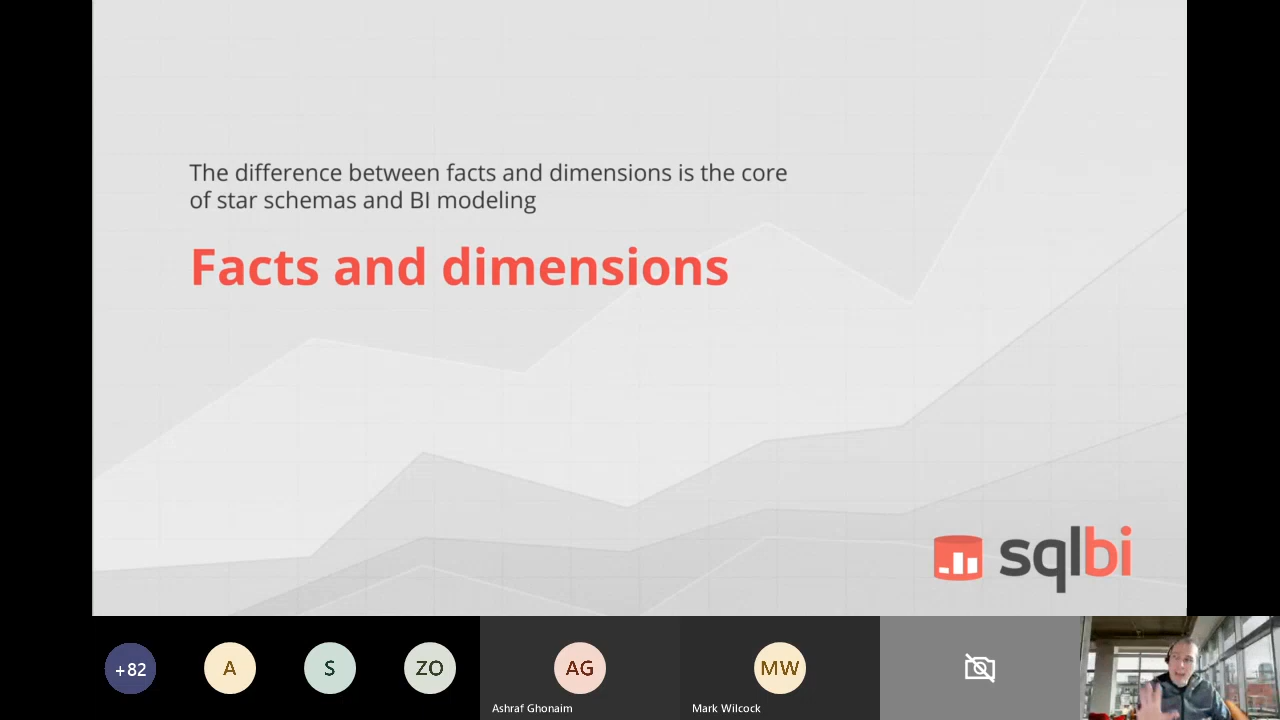 The difference between facts and dimensions is the core
of star schemas and BI modeling
Facts and dimensions
sqlbi
+82
A
S
ZO
AG
MW
Ashraf Ghonaim
Mark Wilcock